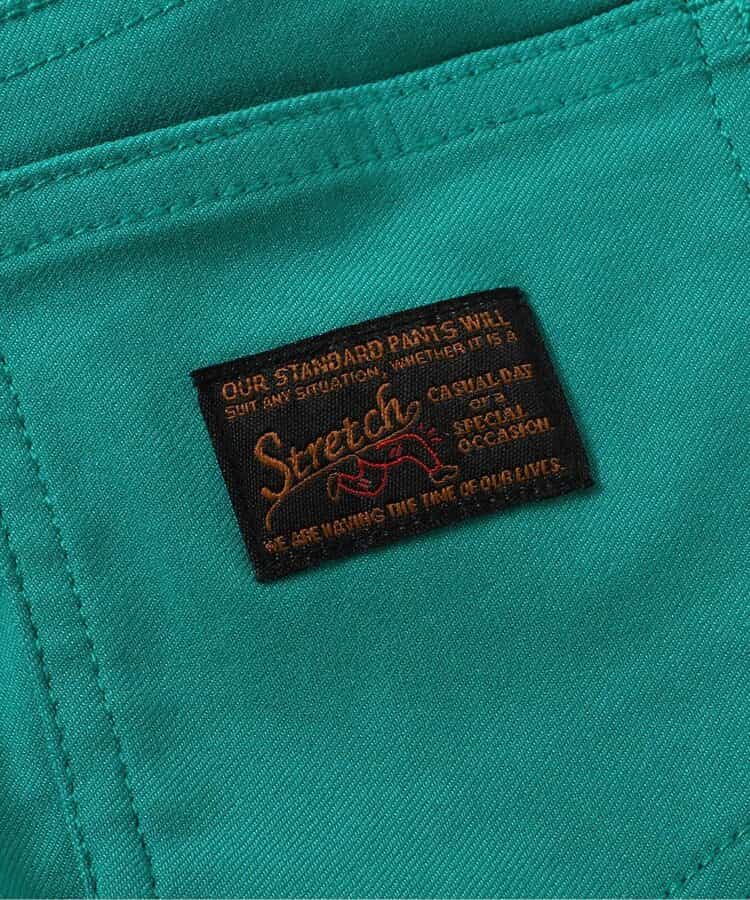 OUR STANDARD PANTS WILL
SUIT ANY SITUATION, WHETHER IT IS A
Stretch
CASUAL DAY
or a
SPECIAL
OCCASION.
WE ARE HAVING THE TIME OF OUR LIVES.